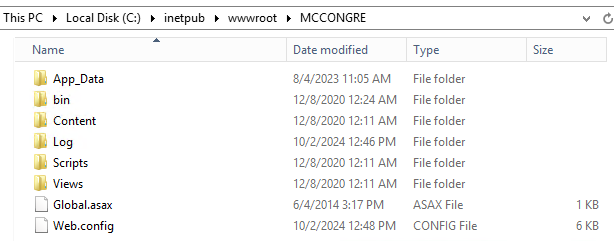 This PC > Local Disk (C:) > inetpub > wwwroot > MCCONGRE
Name Date modified Type Size
App_Data 8/4/2023 11:05 AM File folder
bin 12/8/2020 12:24 AM File folder
Content 12/8/2020 12:11 AM File folder
Log 10/2/2024 12:46 PM File folder
Scripts 12/8/2020 12:11 AM File folder
Views 12/8/2020 12:11 AM File folder
Global.asax 6/4/2014 3:17 PM ASAX File 1 KB
Web.config 10/2/2024 12:48 PM CONFIG File 6 KB